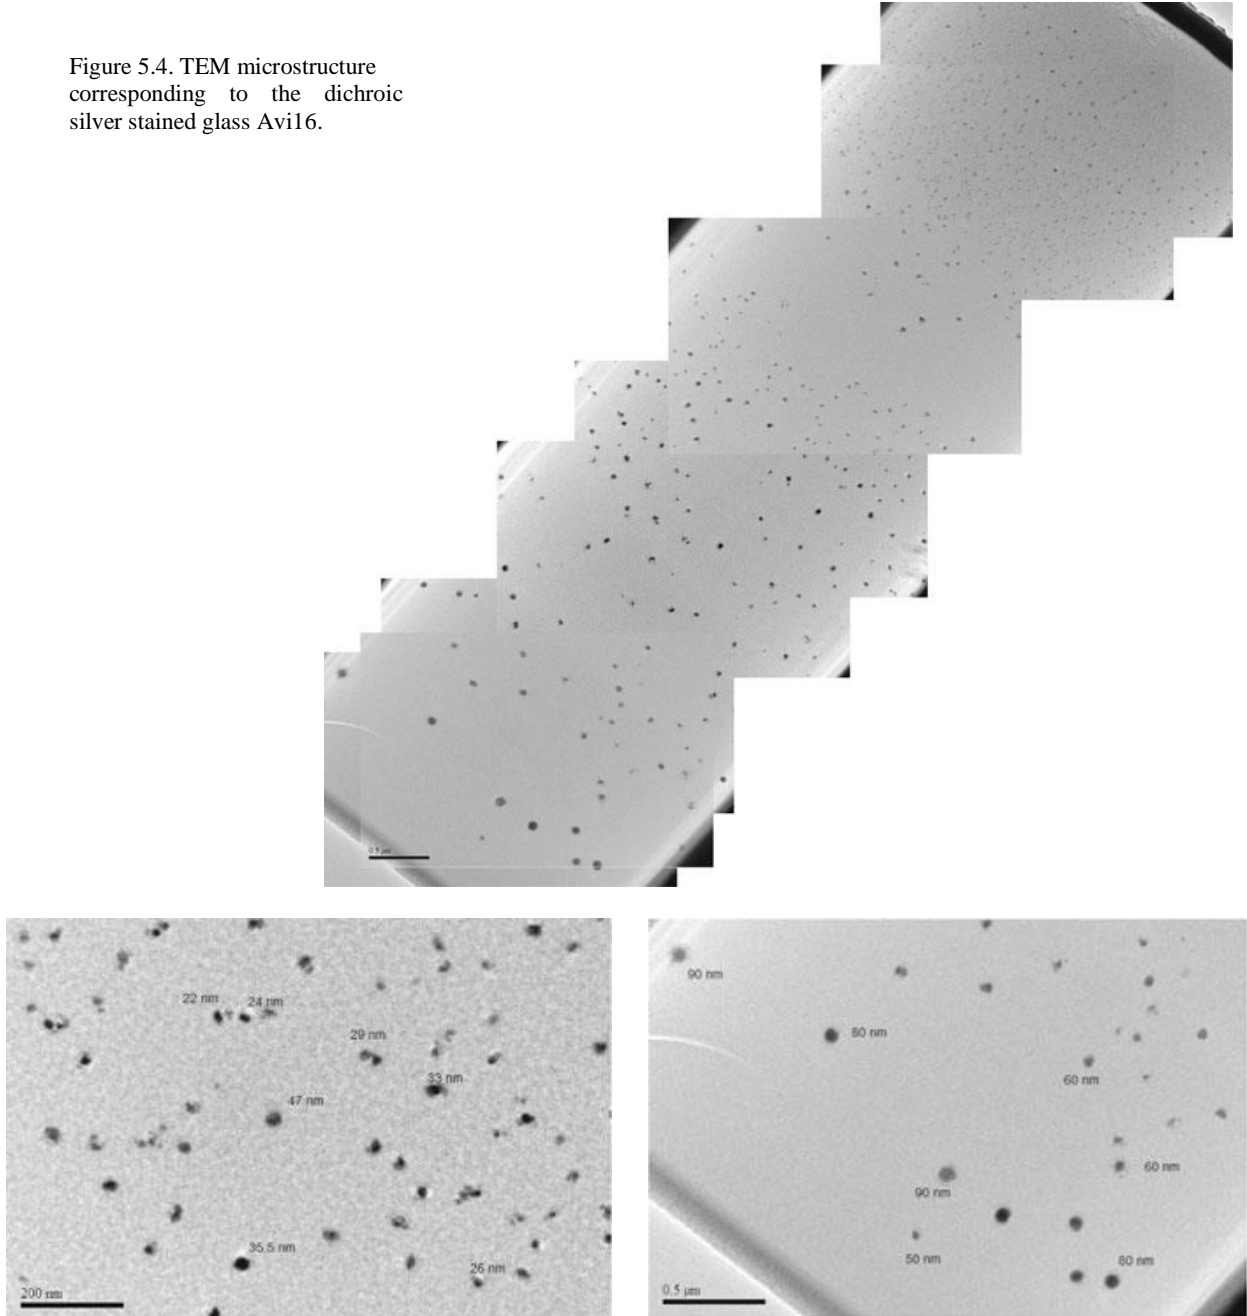 Figure 5.4. TEM microstructure
corresponding to the dichroic
silver stained glass Avi16.
0.5 µm
22 nm
24 nm
29 nm
33 nm
47 nm
35.5 nm
26 nm
200 nm
90 nm
80 nm
60 nm
60 nm
90 nm
50 nm
80 nm
0.5 µm